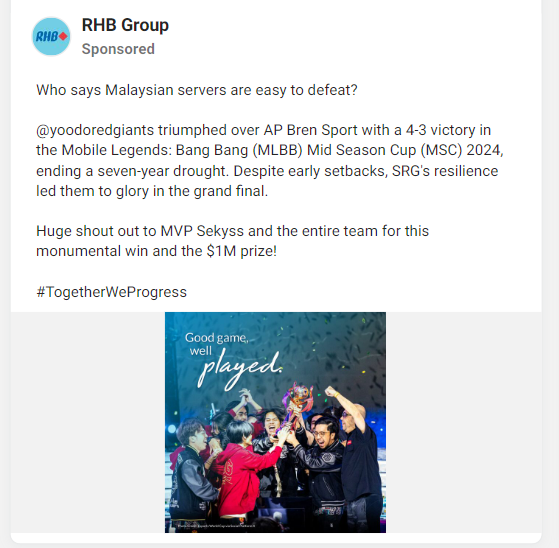 RHB
RHB Group
Sponsored
Who says Malaysian servers are easy to defeat?
@yoodoredgiants triumphed over AP Bren Sport with a 4-3 victory in
the Mobile Legends: Bang Bang (MLBB) Mid Season Cup (MSC) 2024,
ending a seven-year drought. Despite early setbacks, SRG's resilience
led them to glory in the grand final.
Huge shout out to MVP Sekyss and the entire team for this
monumental win and the $1M prize!
#TogetherWeProgress
Good game,
well
played.